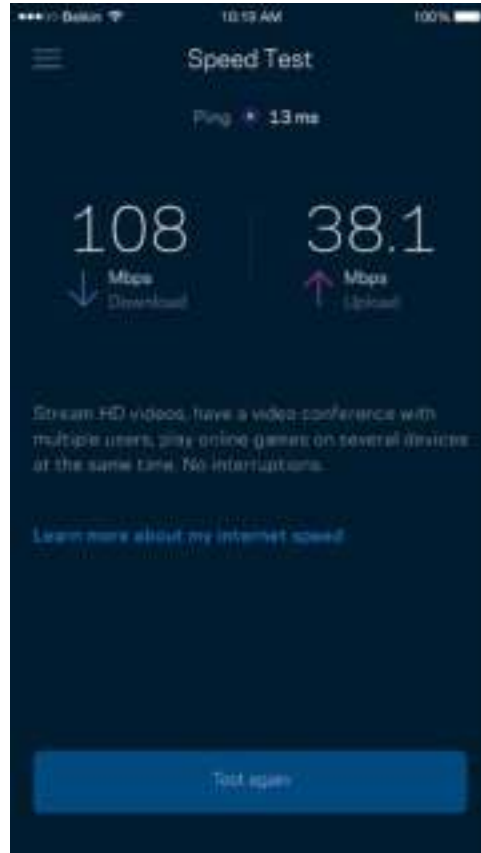 Belkin 10:13 AM 100%
Speed Test
Ping 13 ms
108 38.1
Mbps Mbps
Download Upload
Stream HD videos, have a video conference with
multiple users, play online games on several devices
at the same time. No interruptions.
Learn more about my internet speed
Test again